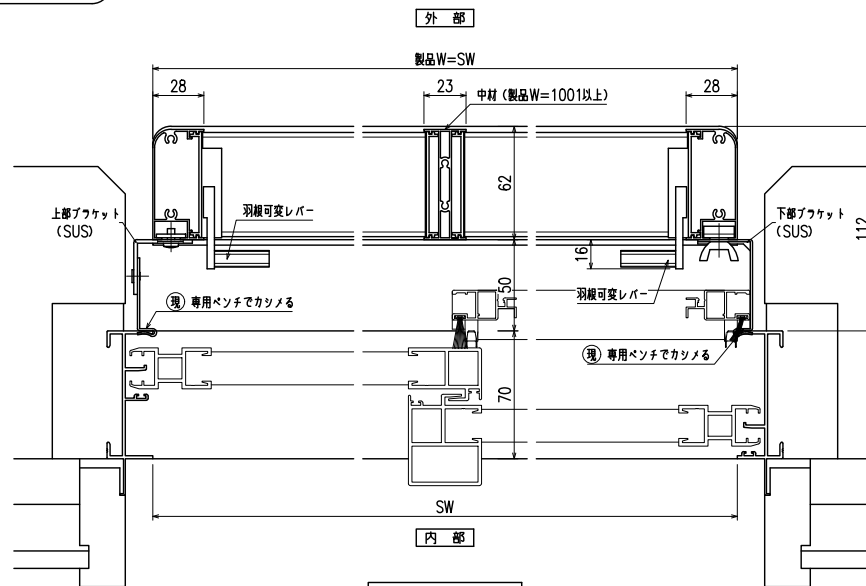 外 部
製品W=SW
28
23
28
中材 (製品W=1001以上)
62
上部ブラケット
(SUS)
羽根可変レバー
下部ブラケット
(SUS)
112
16
50
羽根可変レバー
現 専用ペンチでカシメる
現 専用ペンチでカシメる
70
SW
内 部